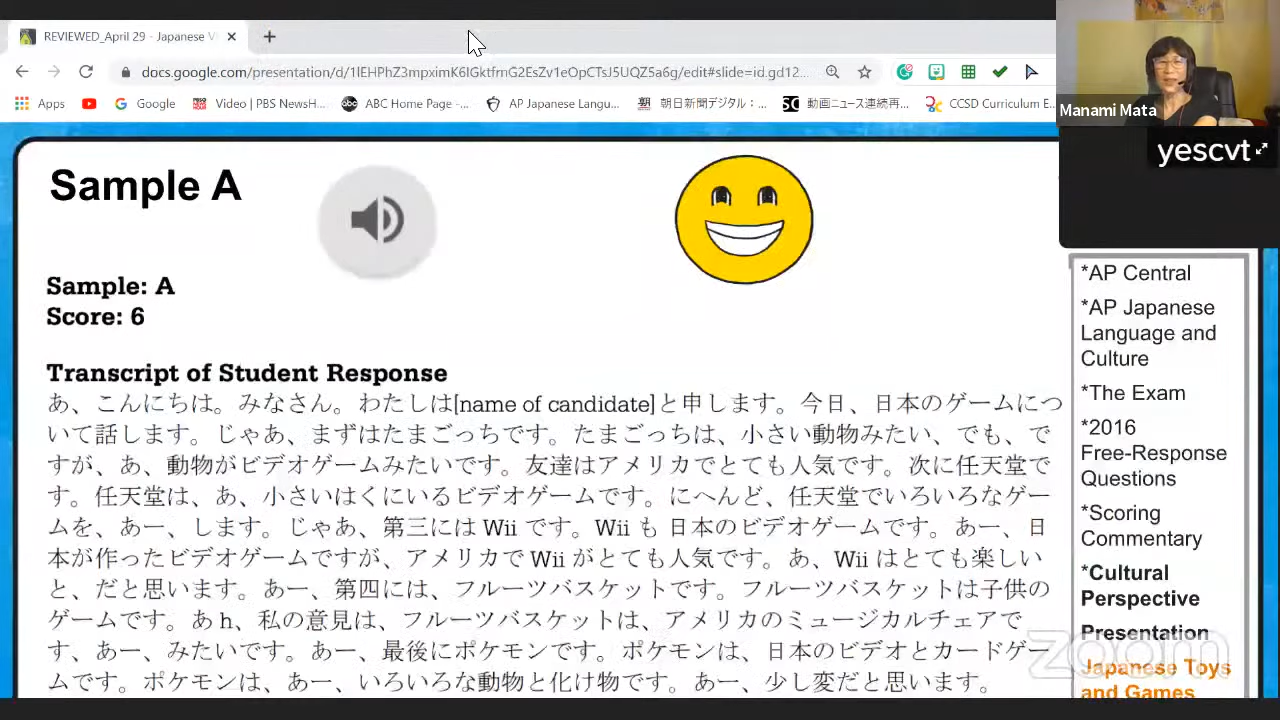 REVIEWED_April 29 - Japanese V
docs.google.com/presentation/d/
Apps
Google
Video | PBS NewsH...
ABC Home Page -...
AP Japanese Langu...
朝日新聞デジタル：...
動画ニュース連続再...
CCSD Curriculum E...
Manami Mata
yescvt
Sample A
Sample: A
Score: 6
Transcript of Student Response
あ、こんにちは。みなさん。わたしは[name of candidate]と申します。今日、日本のゲームにつ
いて話します。じゃあ、まずはたまごっちです。たまごっちは、小さい動物みたい、でも、で
すが、あ、動物がビデオゲームみたいです。友達はアメリカでとても人気です。次に任天堂で
す。任天堂は、あ、小さいはくにいるビデオゲームです。にへんど、任天堂でいろいろなゲー
ムを、あー、します。じゃあ、第三には Wii です。Wii も 日本のビデオゲームです。あー、日
本が作ったビデオゲームですが、アメリカで Wii がとても人気です。あ、Wii はとても楽しい
と、だと思います。あー、第四には、フルーツバスケットです。フルーツバスケットは子供の
ゲームです。あ h、私の意見は、フルーツバスケットは、アメリカのミュージカルチェアで
す、あー、みたいです。あー、最後にポケモンです。ポケモンは、日本のビデオとカードゲー
ムです。ポケモンは、あー、いろいろな動物と化け物です。あー、少し変だと思います。
*AP Central
*AP Japanese
Language and
Culture
*The Exam
*2016
Free-Response
Questions
*Scoring
Commentary
*Cultural
Perspective
Presentation
Japanese Toys
and Games
zoom